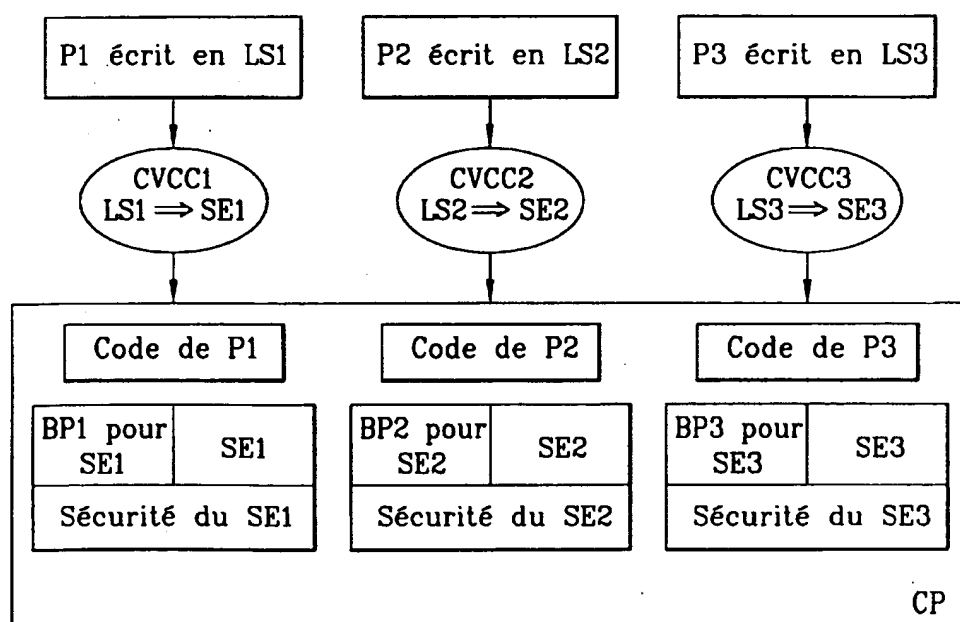 P1 écrit en LS1
P2 écrit en LS2
P3 écrit en LS3
CVCC1
LS1 ⟹ SE1
CVCC2
LS2 ⟹ SE2
CVCC3
LS3 ⟹ SE3
Code de P1
Code de P2
Code de P3
BP1 pour
SE1
SE1
BP2 pour
SE2
SE2
BP3 pour
SE3
SE3
Sécurité du SE1
Sécurité du SE2
Sécurité du SE3
CP